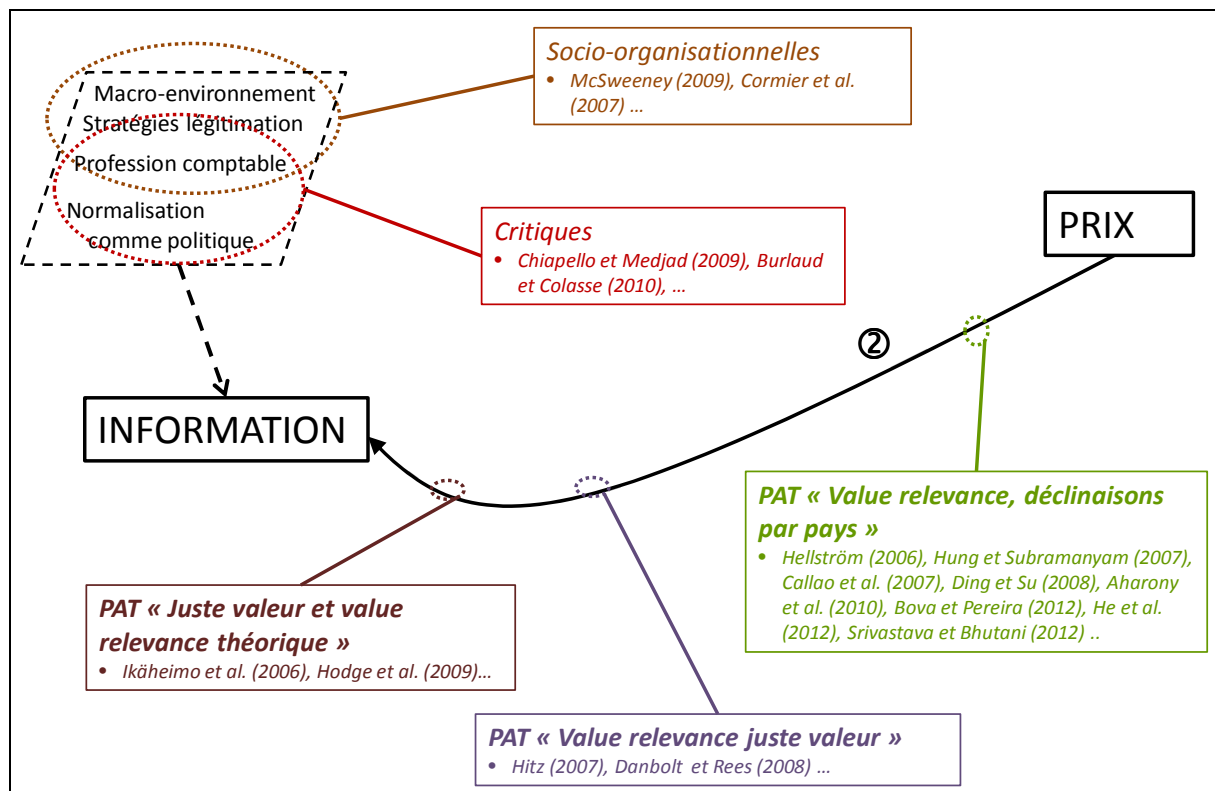 Macro-environnement
Stratégies légitimation
Profession comptable
Normalisation
comme politique
Socio-organisationnelles
• McSweeney (2009), Cormier et al.
(2007) …
Critiques
• Chiapello et Medjad (2009), Burlaud
et Colasse (2010), …
PRIX
②
INFORMATION
PAT « Value relevance, déclinaisons
par pays »
• Hellström (2006), Hung et Subramanyam (2007),
Callao et al. (2007), Ding et Su (2008), Aharony
et al. (2010), Bova et Pereira (2012), He et al.
(2012), Srivastava et Bhutani (2012) ..
PAT « Juste valeur et value
relevance théorique »
• Ikäheimo et al. (2006), Hodge et al. (2009)…
PAT « Value relevance juste valeur »
• Hitz (2007), Danbolt et Rees (2008) …